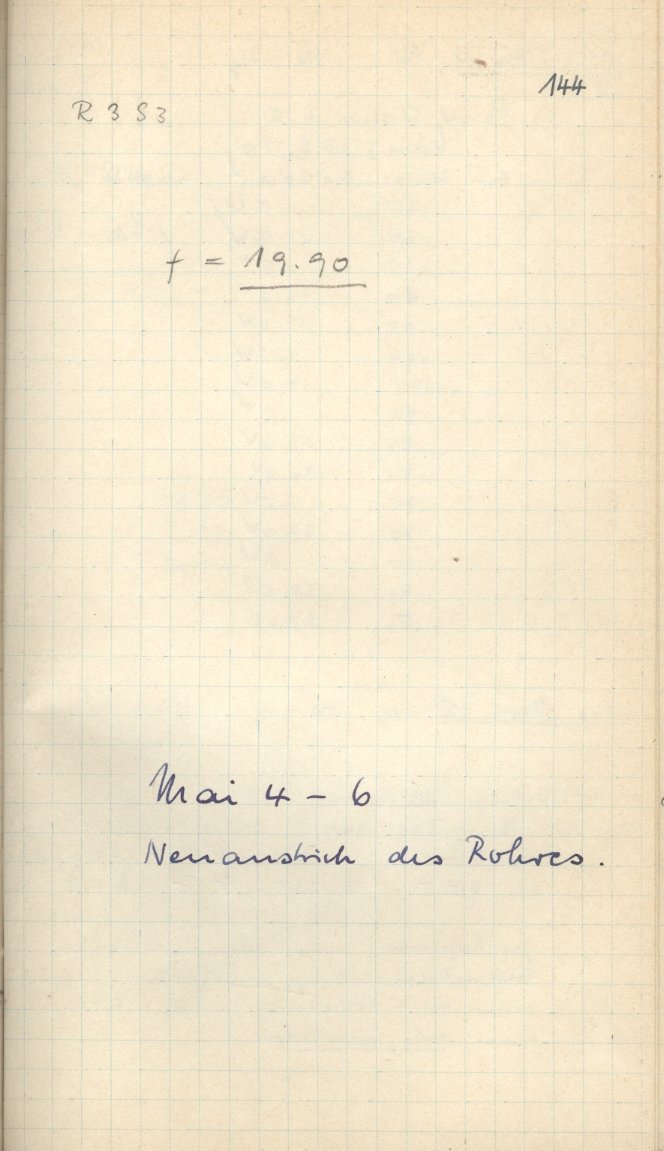 144
R 3 S 3
f = 19.90
Mai 4 - 6
Neuanstrich des Rohres.